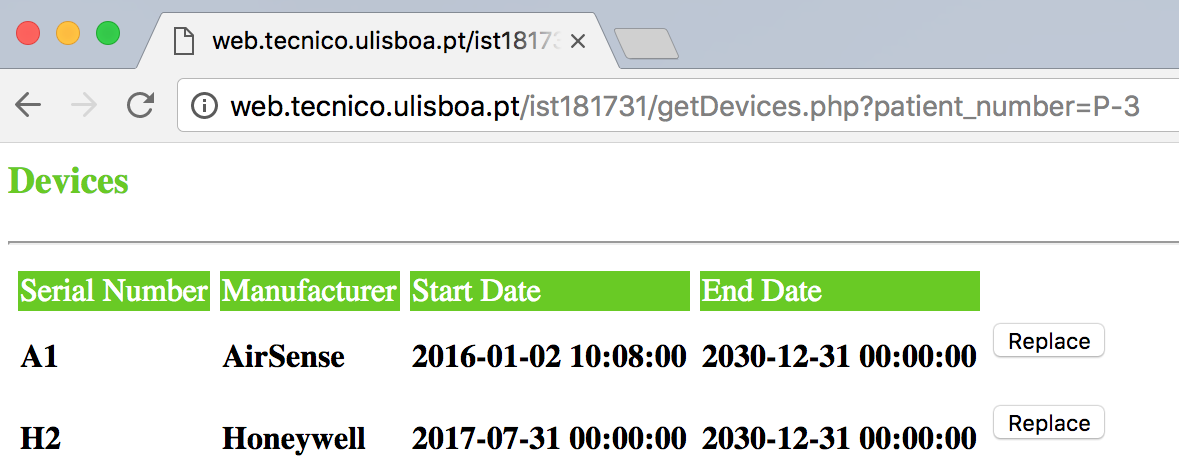 web.tecnico.ulisboa.pt/ist18173
web.tecnico.ulisboa.pt/ist181731/getDevices.php?patient_number=P-3
Devices
Serial Number Manufacturer Start Date End Date
A1 AirSense 2016-01-02 10:08:00 2030-12-31 00:00:00 Replace
H2 Honeywell 2017-07-31 00:00:00 2030-12-31 00:00:00 Replace